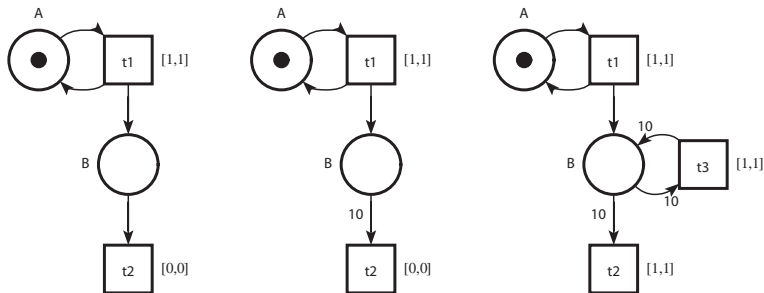 A A A
t1 [1,1] t1 [1,1] t1 [1,1]
10
B B B t3 [1,1]
10
10 10
t2 [0,0] t2 [0,0] t2 [1,1]